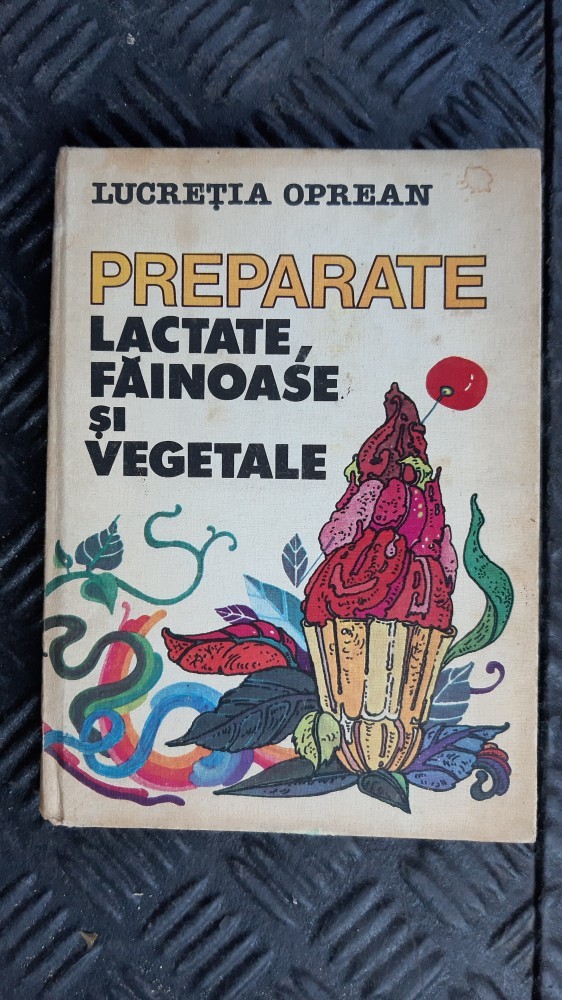 LUCREȚIA OPREAN
PREPARATE
LACTATE,
FĂINOASE
ȘI
VEGETALE